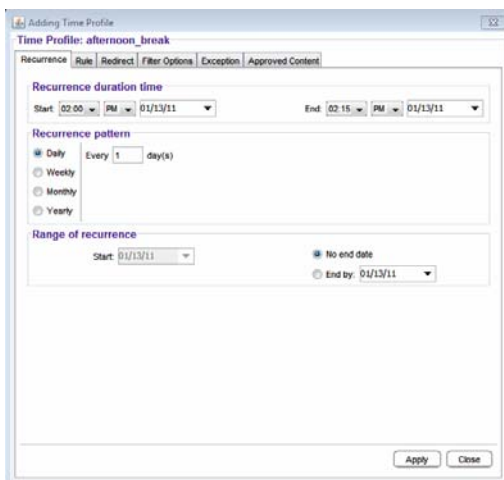 Adding Time Profile
Time Profile: afternoon_break
Recurrence Rule Redirect Filter Options Exception Approved Content
Recurrence duration time
Start: 02:00 PM 01/13/11 End: 02:15 PM 01/13/11
Recurrence pattern
Daily Every 1 day(s)
Weekly
Monthly
Yearly
Range of recurrence
Start: 01/13/11 No end date
End by: 01/13/11
Apply Close